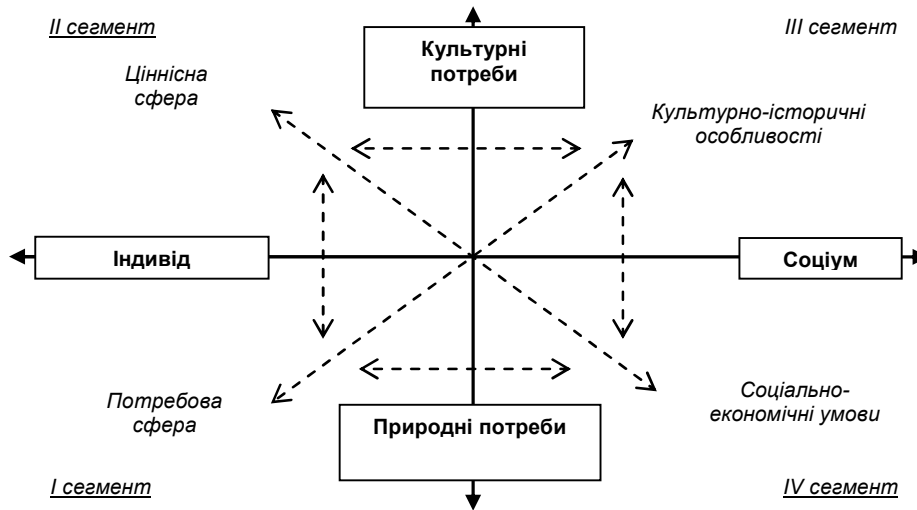 II сегмент
III сегмент
Культурні
потреби
Ціннісна
сфера
Культурно-історичні
особливості
Індивід
Соціум
Потребова
сфера
Природні потреби
Соціально-
економічні умови
I сегмент
IV сегмент